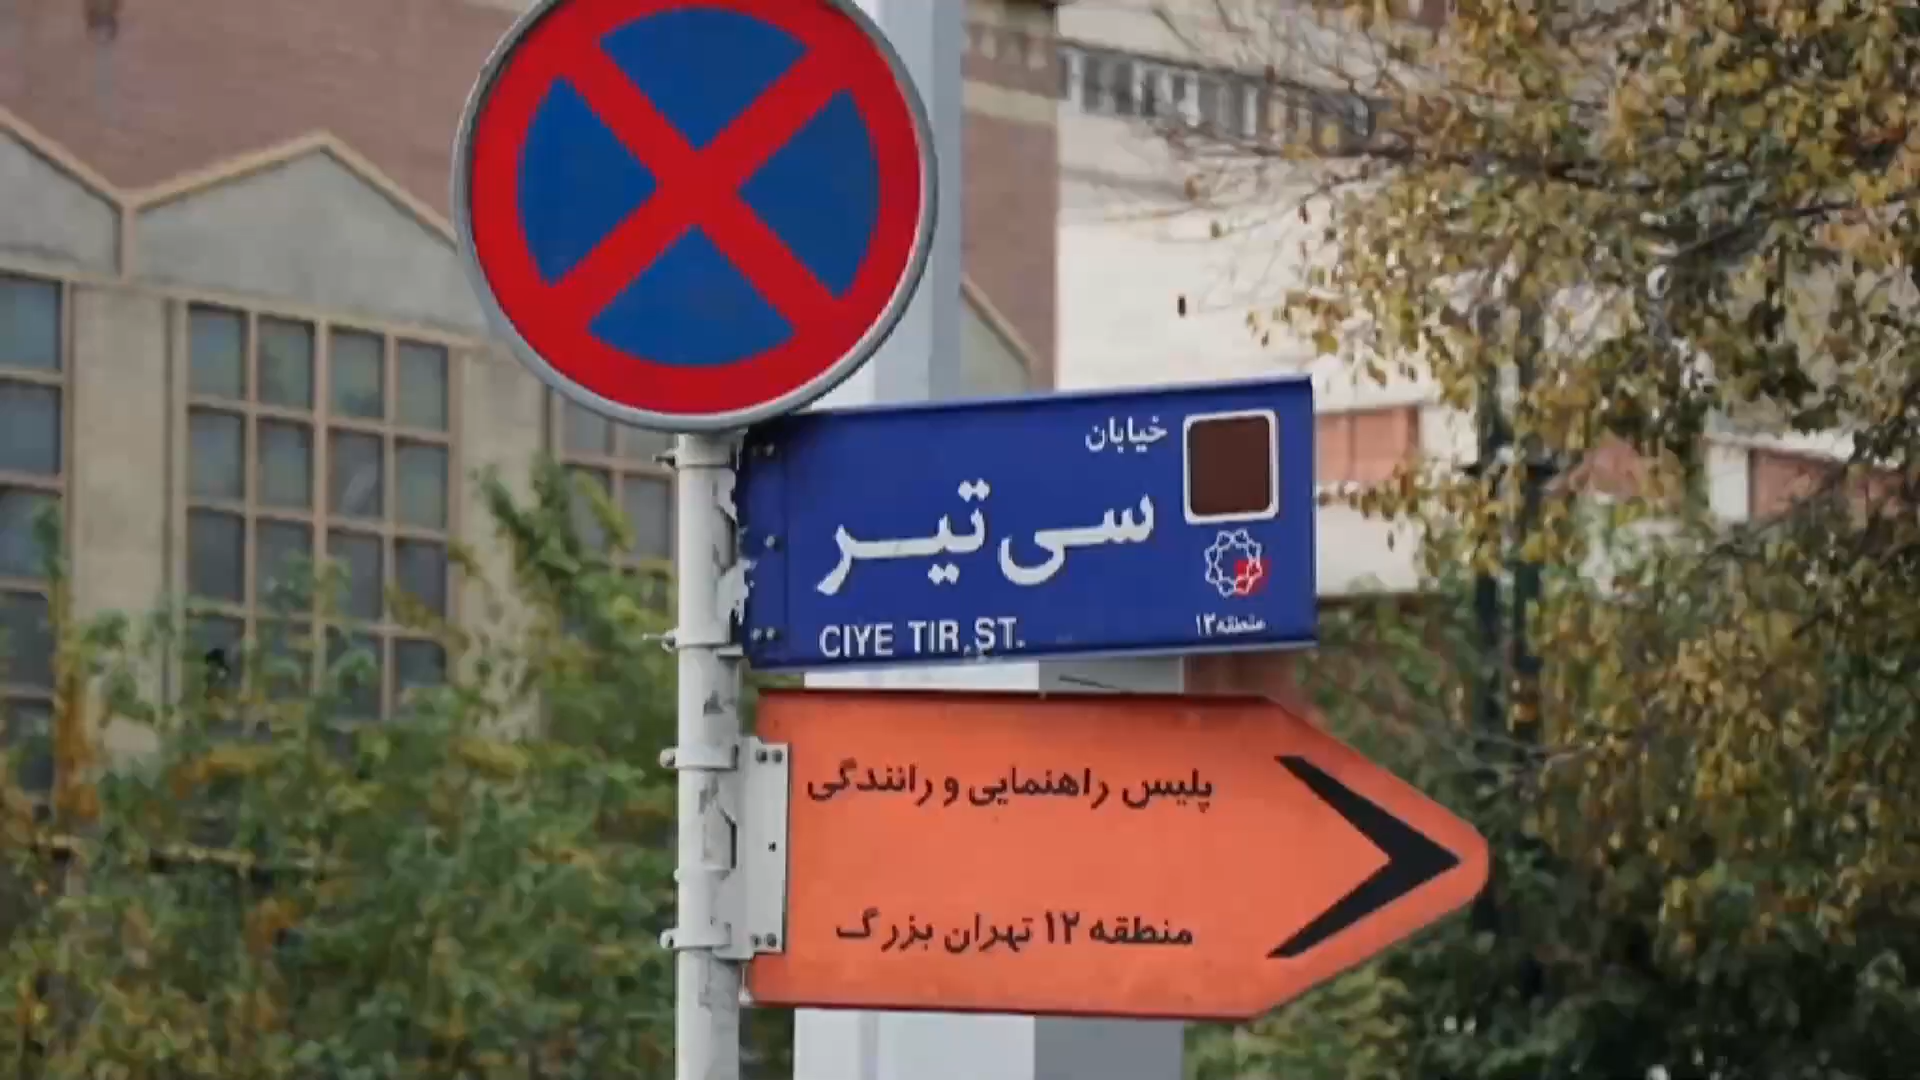 خیابان
سی تیر
CIYE TIR.ST.
منطقه۱۲
پلیس راهنمایی و رانندگی
منطقه ۱۲ تهران بزرگ